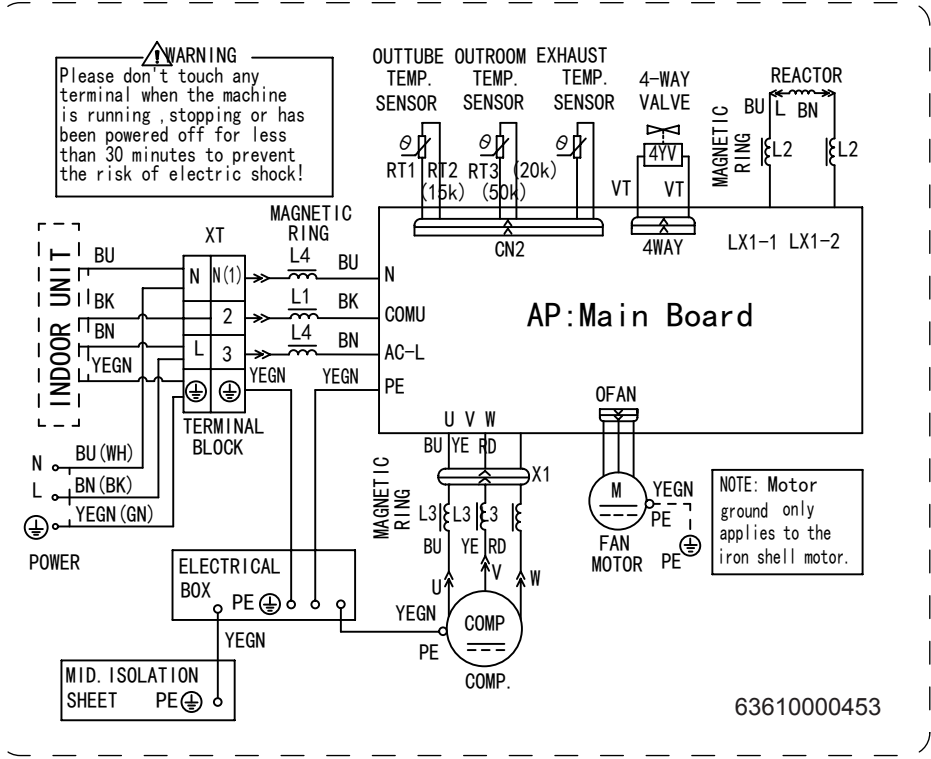 WARNING
Please don't touch any
terminal when the machine
is running ,stopping or has
been powered off for less
than 30 minutes to prevent
the risk of electric shock!
OUTTUBE
TEMP.
SENSOR
OUTROOM
TEMP.
SENSOR
EXHAUST
TEMP.
SENSOR
4-WAY
VALVE
MAGNETIC
RING
REACTOR
BU L BN
L2 L2
θ θ θ
RT1 RT2 RT3 (20k)
(15k) (50k)
4YV
VT VT
CN2
4WAY
LX1-1 LX1-2
INDOOR UNIT
BU
BK
BN
YEGN
XT
N N(1)
2
L 3
TERMINAL
BLOCK
MAGNETIC
RING
L4 BU N
L1 BK COMU
L4 BN AC-L
YEGN YEGN PE
AP:Main Board
U V W
BU YE RD
X1
MAGNETIC
RING
L3 L3 3
BU YE RD
U V W
OFAN
M
FAN
MOTOR
YEGN
PE
PE
NOTE: Motor
ground only
applies to the
iron shell motor.
N BU(WH)
L BN(BK)
YEGN(GN)
POWER
ELECTRICAL
BOX PE
YEGN
MID. ISOLATION
SHEET PE
YEGN
PE
COMP
COMP.
63610000453